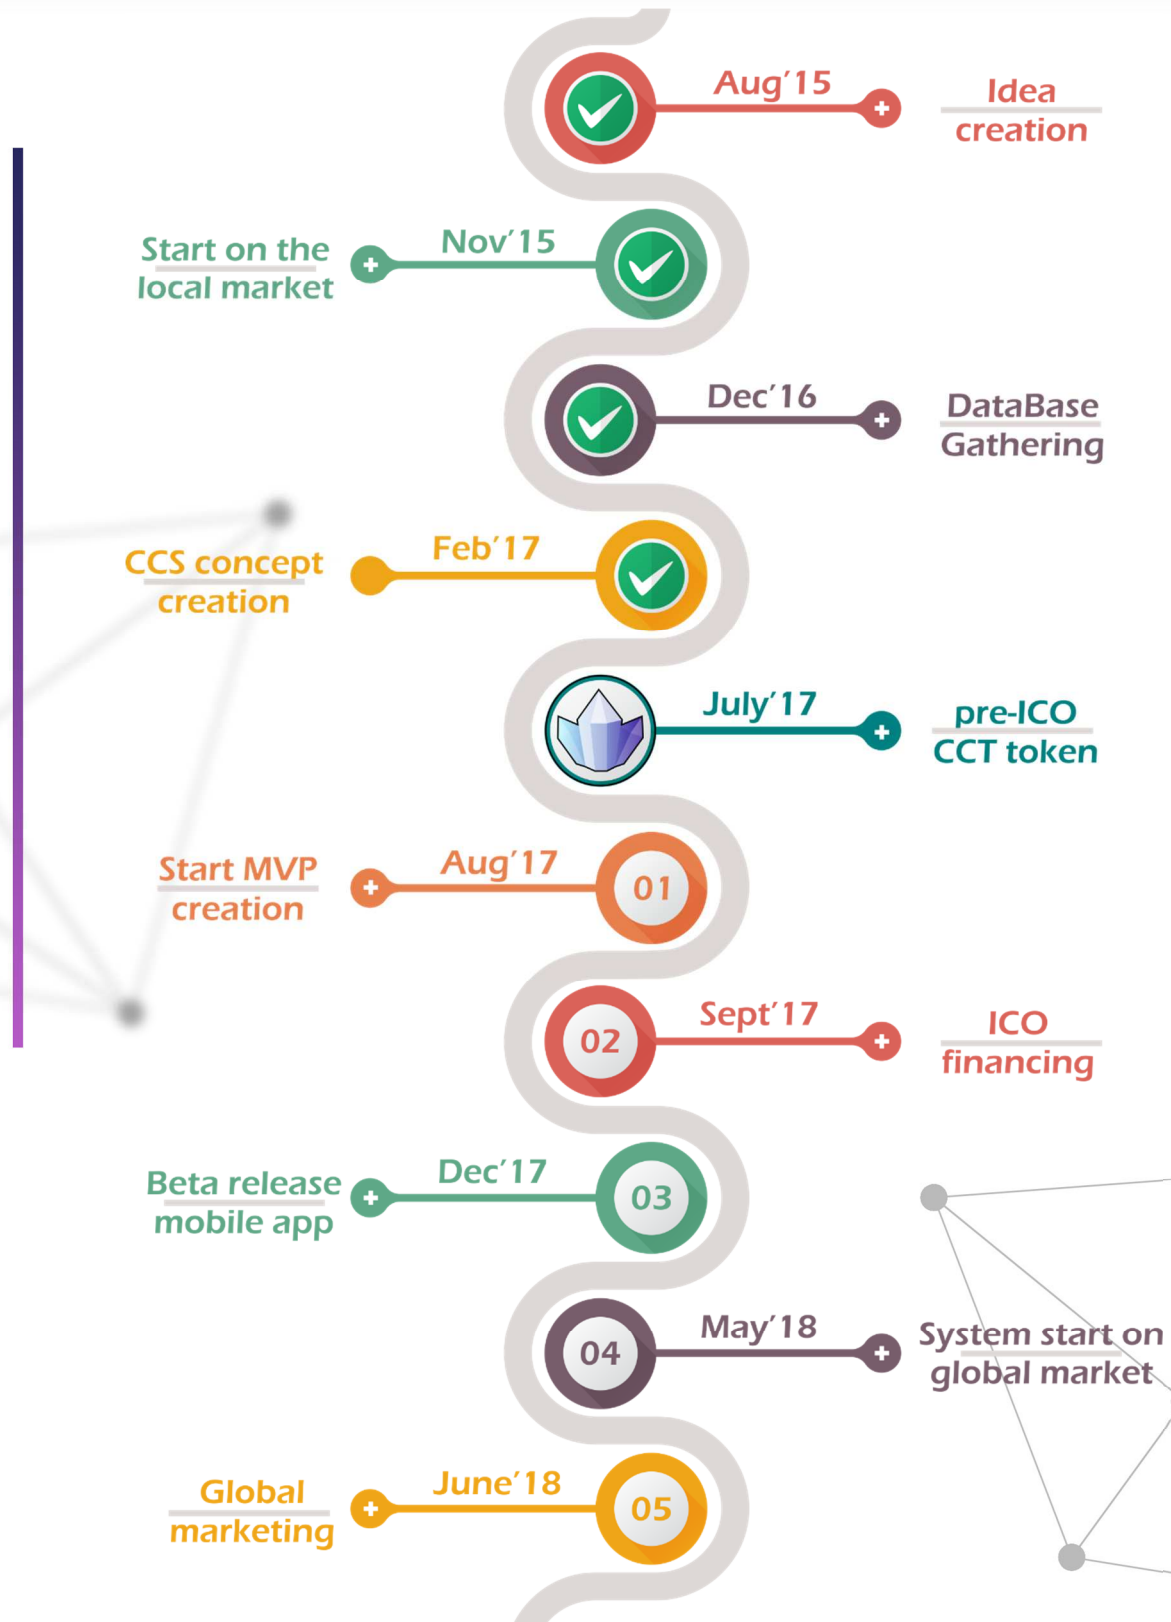 Aug'15
Idea
creation
Nov'15
Start on the
local market
Dec'16
DataBase
Gathering
Feb'17
CCS concept
creation
July'17
pre-ICO
CCT token
Aug'17
01
Start MVP
creation
02
Sept'17
ICO
financing
Dec'17
03
Beta release
mobile app
04
May'18
System start on
global market
June'18
05
Global
marketing